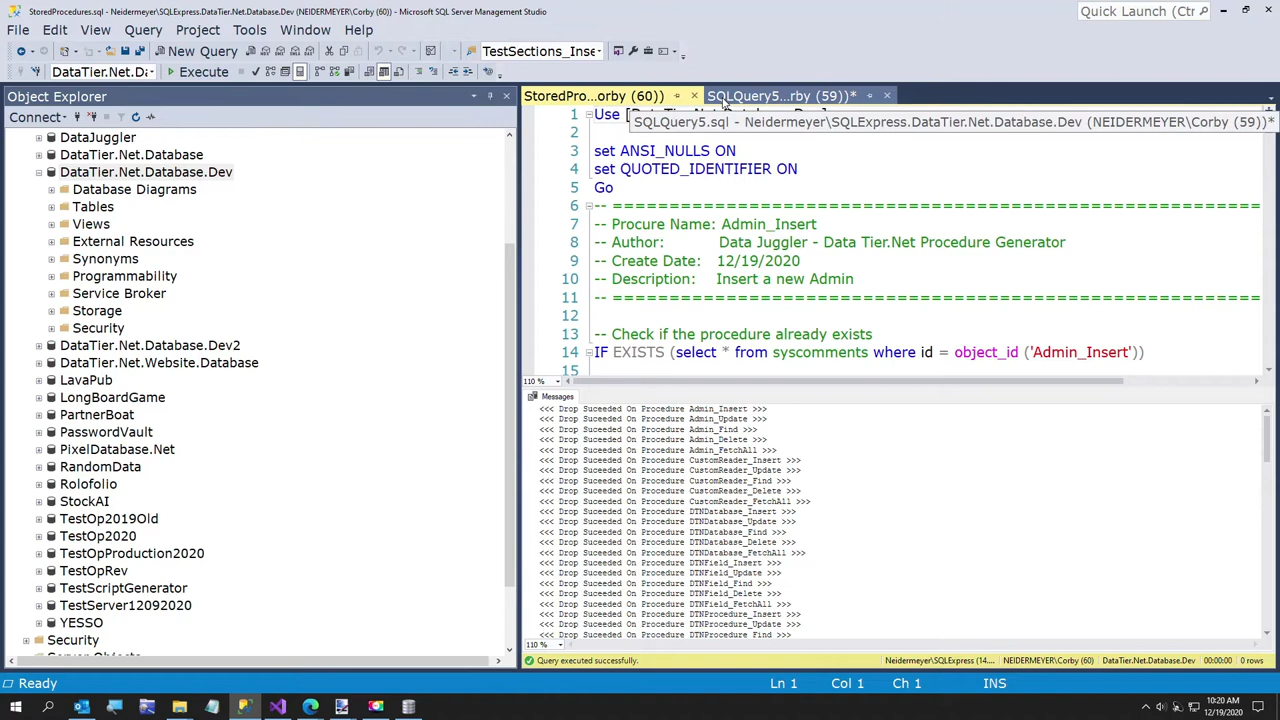 StoredProcedures.sql - Neidermeyer\SQLExpress.DataTier.Net.Database.Dev (NEIDERMEYER\Corby (60)) - Microsoft SQL Server Management Studio
Quick Launch (Ctr
File Edit View Query Project Tools Window Help
New Query
TestSections_Inse
DataTier.Net.Da
Execute
Object Explorer
StoredPro...orby (60))
SQLQuery5...rby (59))*
Connect
SQLQuery5.sql - Neidermeyer\SQLExpress.DataTier.Net.Database.Dev (NEIDERMEYER\Corby (59))*
DataJuggler
DataTier.Net.Database
DataTier.Net.Database.Dev
Database Diagrams
Tables
Views
External Resources
Synonyms
Programmability
Service Broker
Storage
Security
DataTier.Net.Database.Dev2
DataTier.Net.Website.Database
LavaPub
LongBoardGame
PartnerBoat
PasswordVault
PixelDatabase.Net
RandomData
Rolofolio
StockAI
TestOp2019Old
TestOp2020
TestOpProduction2020
TestOpRev
TestScriptGenerator
TestServer12092020
YESSO
Security
1 Use [
2
3 set ANSI_NULLS ON
4 set QUOTED_IDENTIFIER ON
5 Go
6 -- =========================================================
7 -- Procure Name: Admin_Insert
8 -- Author: Data Juggler - Data Tier.Net Procedure Generator
9 -- Create Date: 12/19/2020
10 -- Description: Insert a new Admin
11 -- =========================================================
12
13 -- Check if the procedure already exists
14 IF EXISTS (select * from syscomments where id = object_id ('Admin_Insert'))
15
110 %
Messages
<<< Drop Suceeded On Procedure Admin_Insert >>>
<<< Drop Suceeded On Procedure Admin_Update >>>
<<< Drop Suceeded On Procedure Admin_Find >>>
<<< Drop Suceeded On Procedure Admin_Delete >>>
<<< Drop Suceeded On Procedure Admin_FetchAll >>>
<<< Drop Suceeded On Procedure CustomReader_Insert >>>
<<< Drop Suceeded On Procedure CustomReader_Update >>>
<<< Drop Suceeded On Procedure CustomReader_Find >>>
<<< Drop Suceeded On Procedure CustomReader_Delete >>>
<<< Drop Suceeded On Procedure CustomReader_FetchAll >>>
<<< Drop Suceeded On Procedure DTNDatabase_Insert >>>
<<< Drop Suceeded On Procedure DTNDatabase_Update >>>
<<< Drop Suceeded On Procedure DTNDatabase_Find >>>
<<< Drop Suceeded On Procedure DTNDatabase_Delete >>>
<<< Drop Suceeded On Procedure DTNDatabase_FetchAll >>>
<<< Drop Suceeded On Procedure DTNField_Insert >>>
<<< Drop Suceeded On Procedure DTNField_Update >>>
<<< Drop Suceeded On Procedure DTNField_Find >>>
<<< Drop Suceeded On Procedure DTNField_Delete >>>
<<< Drop Suceeded On Procedure DTNField_FetchAll >>>
<<< Drop Suceeded On Procedure DTNProcedure_Insert >>>
<<< Drop Suceeded On Procedure DTNProcedure_Update >>>
<<< Drop Suceeded On Procedure DTNProcedure_Find >>>
110 %
Query executed successfully.
Neidermeyer\SQLExpress (14.... NEIDERMEYER\Corby (60) DataTier.Net.Database.Dev 00:00:00 0 rows
Ready
Ln 1 Col 1 Ch 1 INS
10:20 AM
12/19/2020